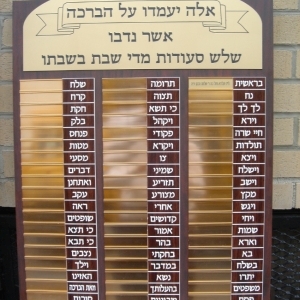 אלה יעמדו על הברכה
אשר נדבו
שלש סעודות מדי שבת בשבתו
בראשית
נח
לך לך
וירא
חיי שרה
תולדות
ויצא
וישלח
וישב
מקץ
ויגש
ויחי
שמות
וארא
בא
בשלח
יתרו
משפטים
תרומה
תצוה
כי תשא
ויקהל
פקודי
ויקרא
צו
שמיני
תזריע
מצורע
אחרי
קדושים
אמור
בהר
בחקתי
במדבר
נשא
בהעלותך
שלח
קרח
חקת
בלק
פנחס
מטות
מסעי
דברים
ואתחנן
עקב
ראה
שופטים
כי תצא
כי תבא
נצבים
וילך
האזינו
וזאת הברכה
סוכות